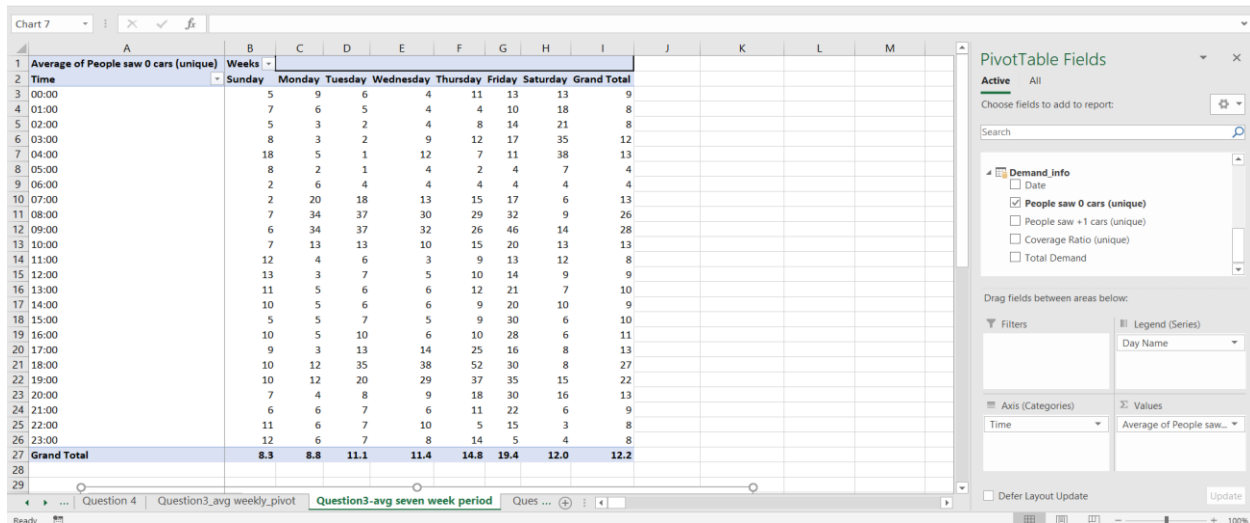 Chart 7
fx
A B C D E F G H I J K L M
1 Average of People saw 0 cars (unique) Weeks
2 Time Sunday Monday Tuesday Wednesday Thursday Friday Saturday Grand Total
3 00:00 5 9 6 4 11 13 13 9
4 01:00 7 6 5 4 4 10 18 8
5 02:00 5 3 2 4 8 14 21 8
6 03:00 8 3 2 9 12 17 35 12
7 04:00 18 5 1 12 7 11 38 13
8 05:00 8 2 1 4 2 4 7 4
9 06:00 2 6 4 4 4 4 4 4
10 07:00 2 20 18 13 15 17 6 13
11 08:00 7 34 37 30 29 32 9 26
12 09:00 6 34 37 32 26 46 14 28
13 10:00 7 13 13 10 15 20 13 13
14 11:00 12 4 6 3 9 13 12 8
15 12:00 13 3 7 5 10 14 9 9
16 13:00 11 5 6 6 12 21 7 10
17 14:00 10 5 6 6 9 20 10 9
18 15:00 5 5 7 5 9 30 6 10
19 16:00 10 5 10 6 10 28 6 11
20 17:00 9 3 13 14 25 16 8 13
21 18:00 10 12 35 38 52 30 8 27
22 19:00 10 12 20 29 37 35 15 22
23 20:00 7 4 8 9 18 30 16 13
24 21:00 6 6 7 6 11 22 6 9
25 22:00 11 6 7 10 5 15 3 8
26 23:00 12 6 7 8 14 5 4 8
27 Grand Total 8.3 8.8 11.1 11.4 14.8 19.4 12.0 12.2
28
29
... Question 4 Question3_avg weekly_pivot Question3-avg seven week period Ques ...
Ready
100%
PivotTable Fields
Active All
Choose fields to add to report:
Search
Demand_info
Date
People saw 0 cars (unique)
People saw +1 cars (unique)
Coverage Ratio (unique)
Total Demand
Drag fields between areas below:
Filters
Legend (Series)
Day Name
Axis (Categories)
Time
Σ Values
Average of People saw...
Defer Layout Update
Update